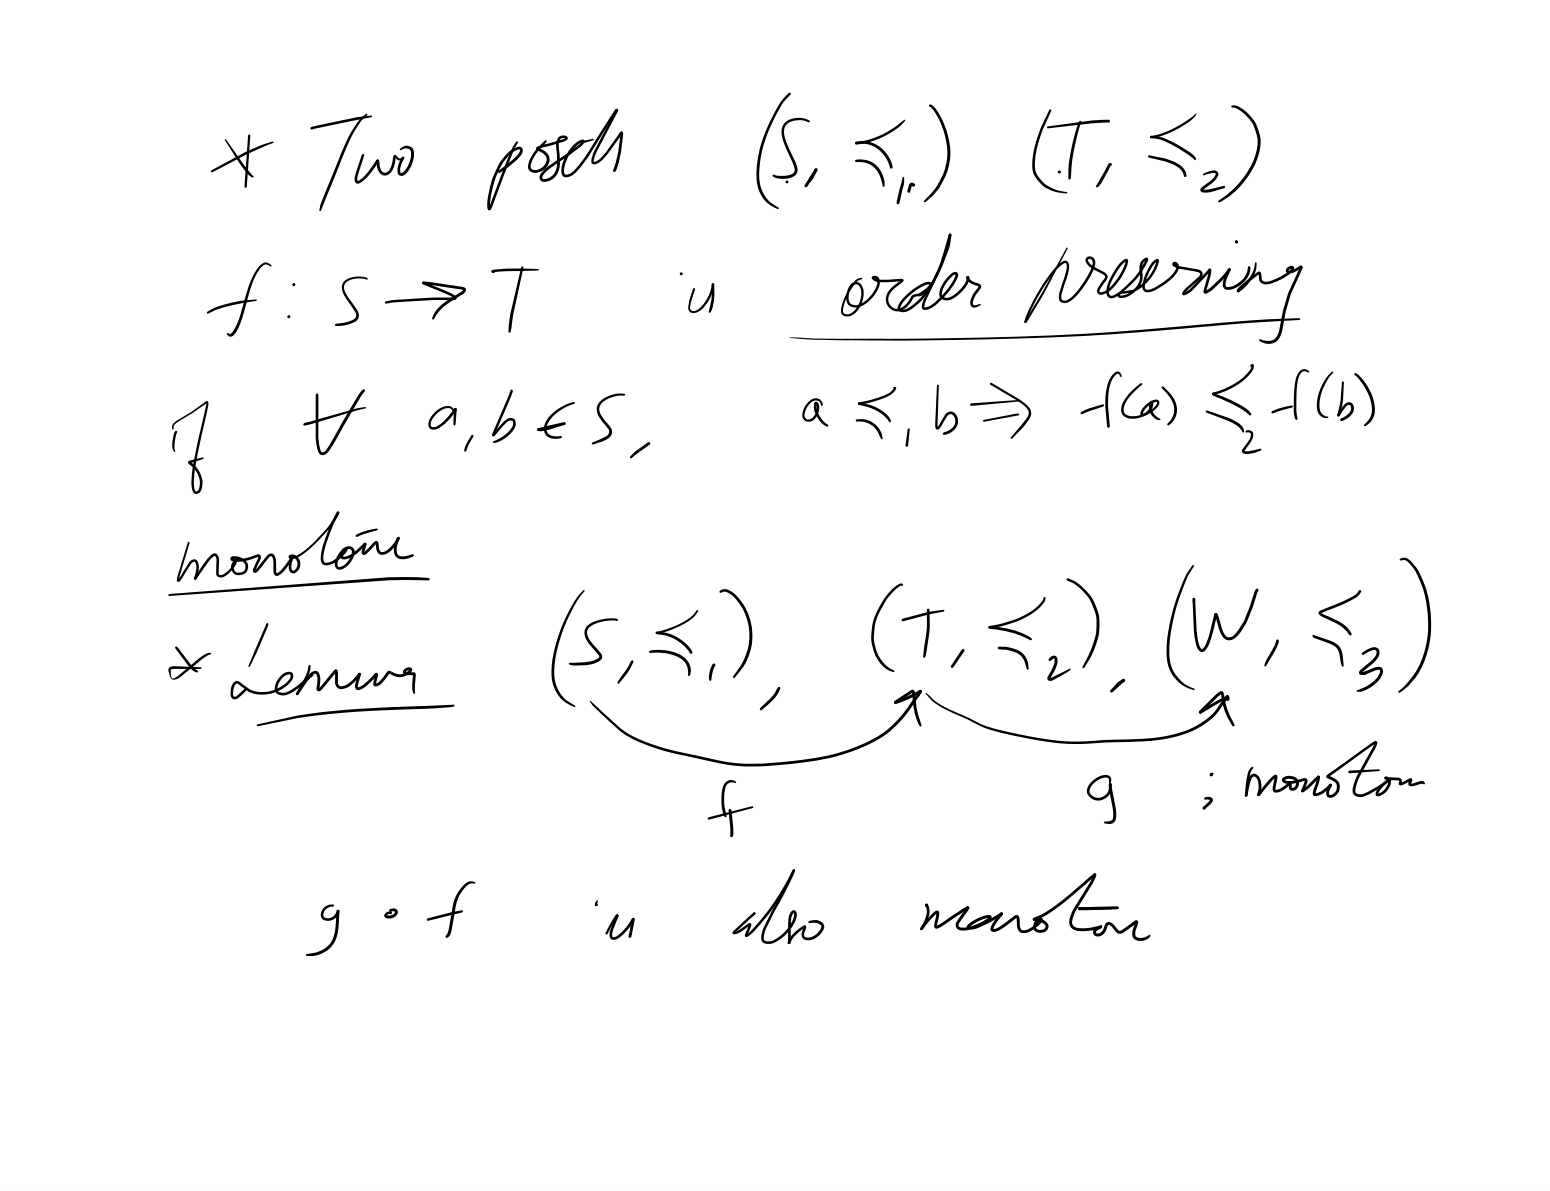 * Two posets (S, ≼₁) (T, ≼₂)
f : S → T is order preserving
if ∀ a, b ∈ S, a ≼₁ b ⇒ f(a) ≼₂ f(b)
monotone
* Lemma (S, ≼₁), (T, ≼₂), (W, ≼₃)
f g ; monoton
g ∘ f is also monoton